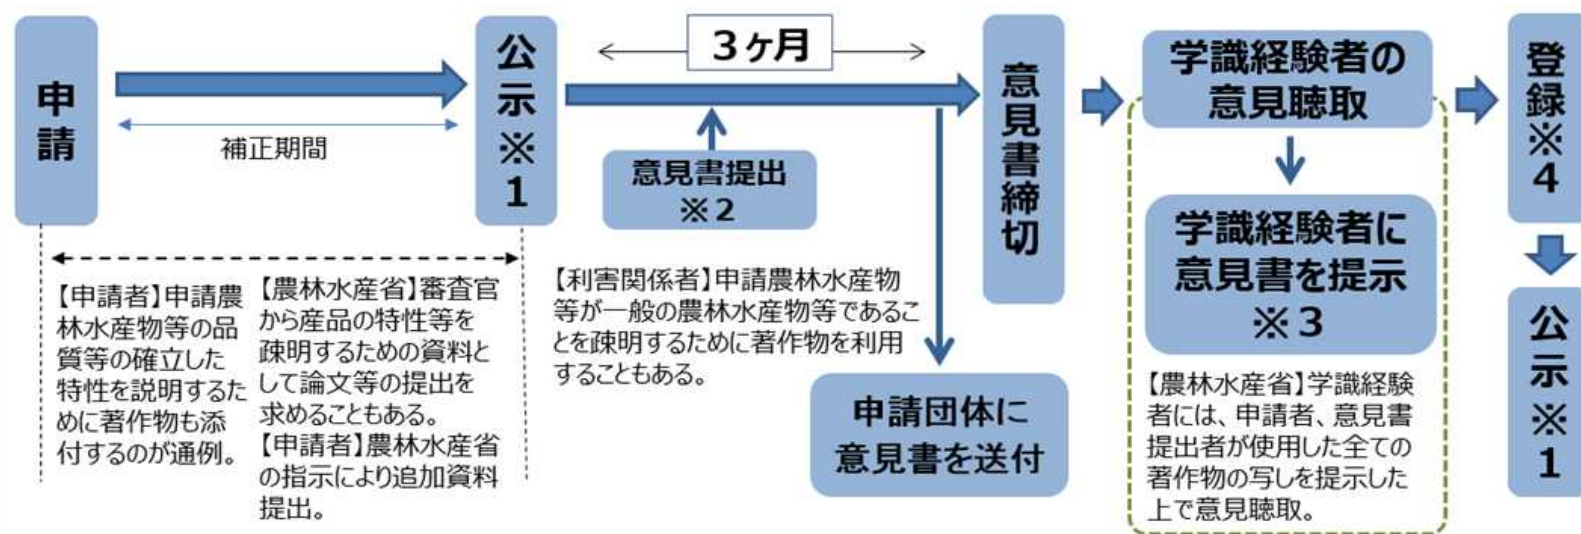 申請
補正期間
公示※1
3ヶ月
意見書提出
※2
意見書締切
学識経験者の
意見聴取
学識経験者に
意見書を提示
※3
登録※4
公示※1
【申請者】申請農
林水産物等の品
質等の確立した
特性を説明するた
めに著作物も添
付するのが通例。
【農林水産省】審査官
から産品の特性等を
疎明するための資料と
して論文等の提出を
求めることもある。
【申請者】農林水産省
の指示により追加資料
提出。
【利害関係者】申請農林水産物
等が一般の農林水産物等であるこ
とを疎明するために著作物を利用
することもある。
申請団体に
意見書を送付
【農林水産省】学識経験
者には、申請者、意見書
提出者が使用した全ての
著作物の写しを提示した
上で意見聴取。